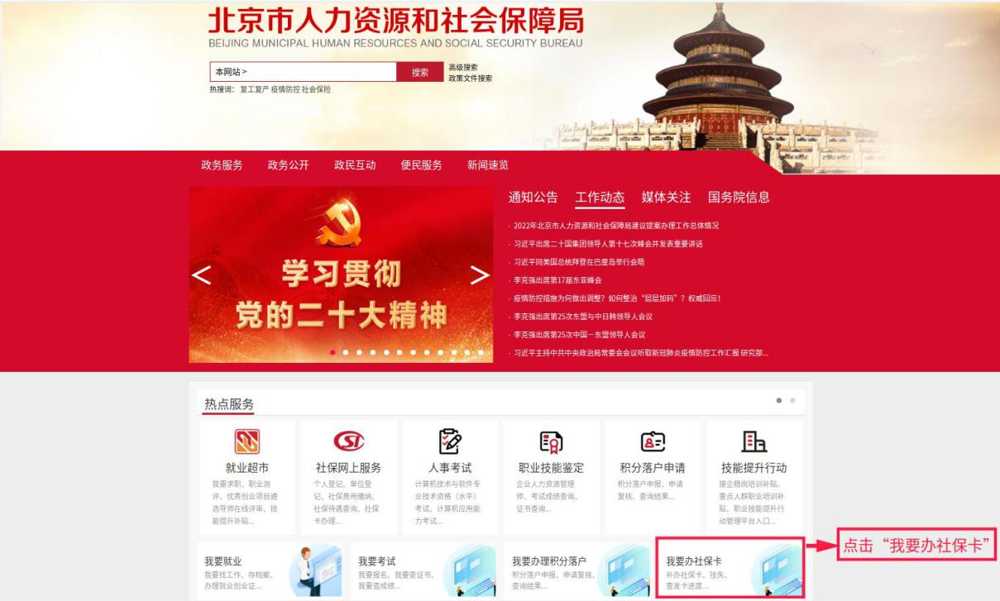 北京市人力资源和社会保障局
BEIJING MUNICIPAL HUMAN RESOURCES AND SOCIAL SECURITY BUREAU
本网站 >
搜索
高级搜索
政策文件搜索
热搜词： 复工复产 疫情防控 社会保险
政务服务 政务公开 政民互动 便民服务 新闻速览
学习贯彻
党的二十大精神
通知公告 工作动态 媒体关注 国务院信息
· 2022年北京市人力资源和社会保障局建议提案办理工作总体情况
· 习近平出席二十国集团领导人第十七次峰会并发表重要讲话
· 习近平同美国总统拜登在巴厘岛举行会晤
· 李克强出席第17届东亚峰会
· 疫情防控措施为何做出调整？如何整治“层层加码”？权威回应！
· 李克强出席第25次东盟与中日韩领导人会议
· 李克强出席第25次中国－东盟领导人会议
· 习近平主持中共中央政治局常委会会议听取新冠肺炎疫情防控工作汇报 研究部...
热点服务
就业超市
我要求职、职业测
评、优秀创业项目遴
选导师在线评审、技
能提升补贴...
CSI
社保网上服务
个人登记、单位登
记、社保费用缴纳、
社保待遇查询、社保
卡办理...
人事考试
计算机技术与软件专
业技术资格（水平）
考试、计算机应用能
力考试...
职业技能鉴定
企业人力资源管理
师、考试成绩查询、
证书查询...
积分落户申请
积分落户申报、申请
复核、查询结果...
技能提升行动
援企稳岗培训补贴、
重点人群职业培训补
贴、职业技能提升行
动管理平台入口...
我要就业
我要找工作、存档案、
办理就业创业证...
我要考试
我要报名、我要查证书、
我要查成绩...
我要办理积分落户
积分落户申报、申请复核、
查询结果...
我要办社保卡
补办社保卡、挂失、
查发卡进度...
点击“我要办社保卡”